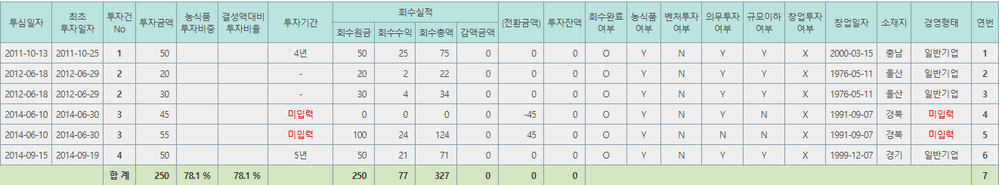 투심일자 최초 투자일자 투자건 No 투자금액 농식품 투자비중 결성액대비 투자비율 투자기간 회수실적 (전환금액) 투자잔액 회수완료 여부 농식품 여부 벤처투자 여부 의무투자 여부 규모이하 여부 창업투자 여부 창업일자 소재지 경영형태 연번
회수원금 회수수익 회수총액 감액금액
2011-10-13 2011-10-25 1 50 4년 50 25 75 0 0 0 O Y N Y Y X 2000-03-15 충남 일반기업 1
2012-06-18 2012-06-29 2 20 - 20 2 22 0 0 0 O Y N Y Y X 1976-05-11 울산 일반기업 2
2012-06-18 2012-06-29 2 30 - 30 4 34 0 0 0 O Y N Y Y X 1976-05-11 울산 일반기업 3
2014-06-10 2014-06-30 3 45 미입력 0 0 0 0 -45 0 O Y N Y N X 1991-09-07 경북 미입력 4
2014-06-10 2014-06-30 3 55 미입력 100 24 124 0 45 0 O Y N N N X 1991-09-07 경북 미입력 5
2014-09-15 2014-09-19 4 50 5년 50 21 71 0 0 0 O Y N Y Y X 1999-12-07 경기 일반기업 6
합 계 250 78.1 % 78.1 % 250 77 327 0 0 0 7